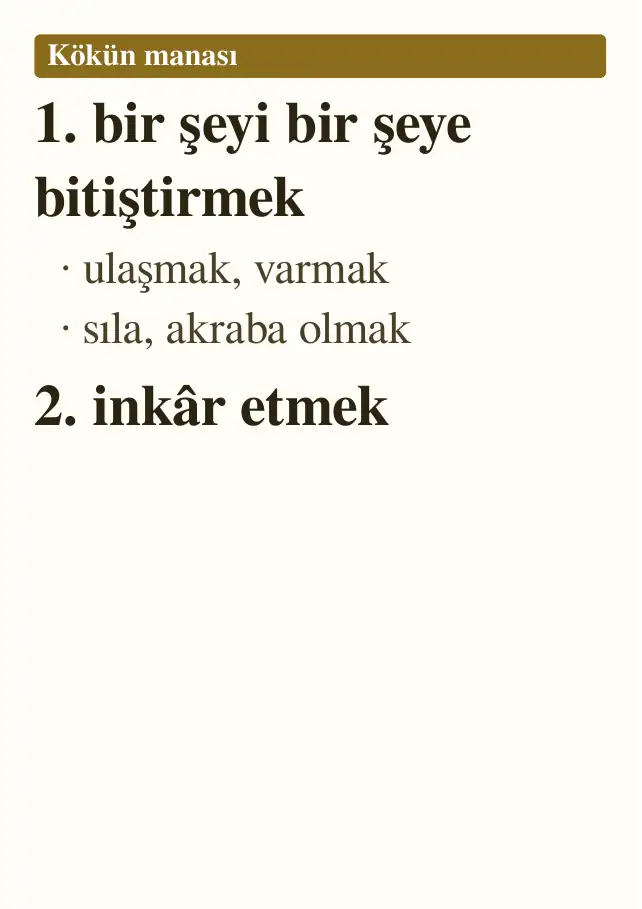 Kökün manası
1. bir şeyi bir şeye
bitiştirmek
· ulaşmak, varmak
· sıla, akraba olmak
2. inkâr etmek